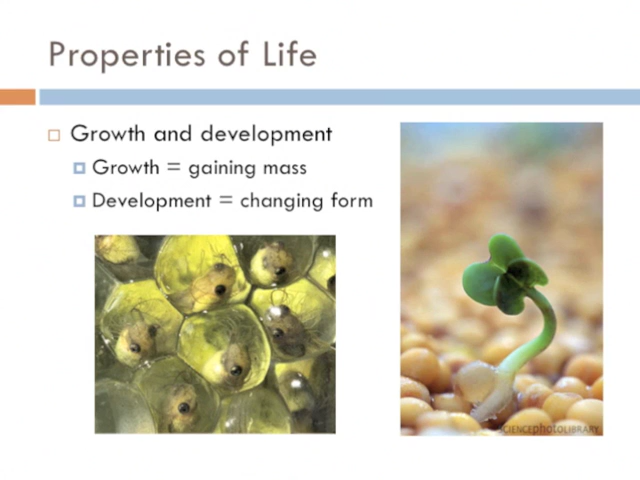 Properties of Life
Growth and development
Growth = gaining mass
Development = changing form
SCIENCEphotoLIBRARY